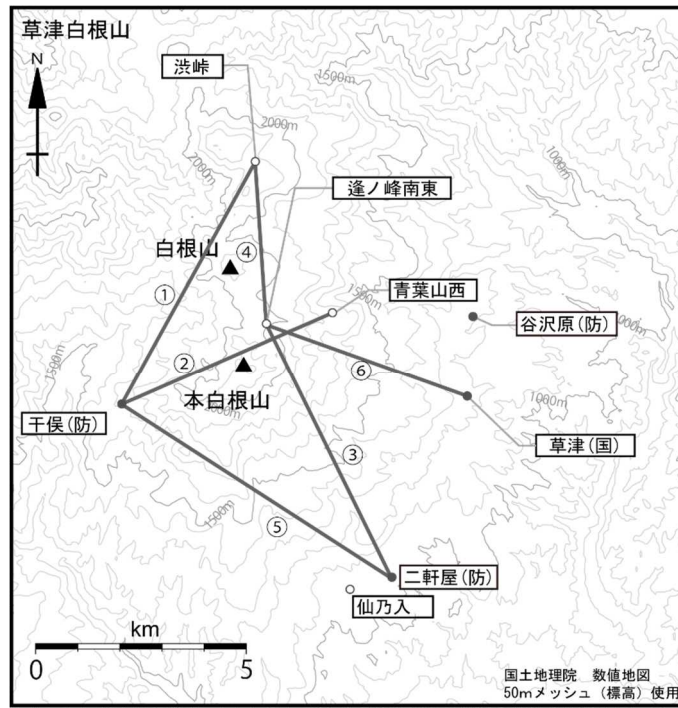 草津白根山
N
渋峠
1500m
2000m
2000m
1000m
逢ノ峰南東
白根山
④
①
青葉山西
1500m
谷沢原(防)
1500m
②
⑥
本白根山
1000m
干俣(防)
草津(国)
③
1500m
⑤
二軒屋(防)
仙乃入
km
0 5
国土地理院 数値地図
50mメッシュ(標高)使用